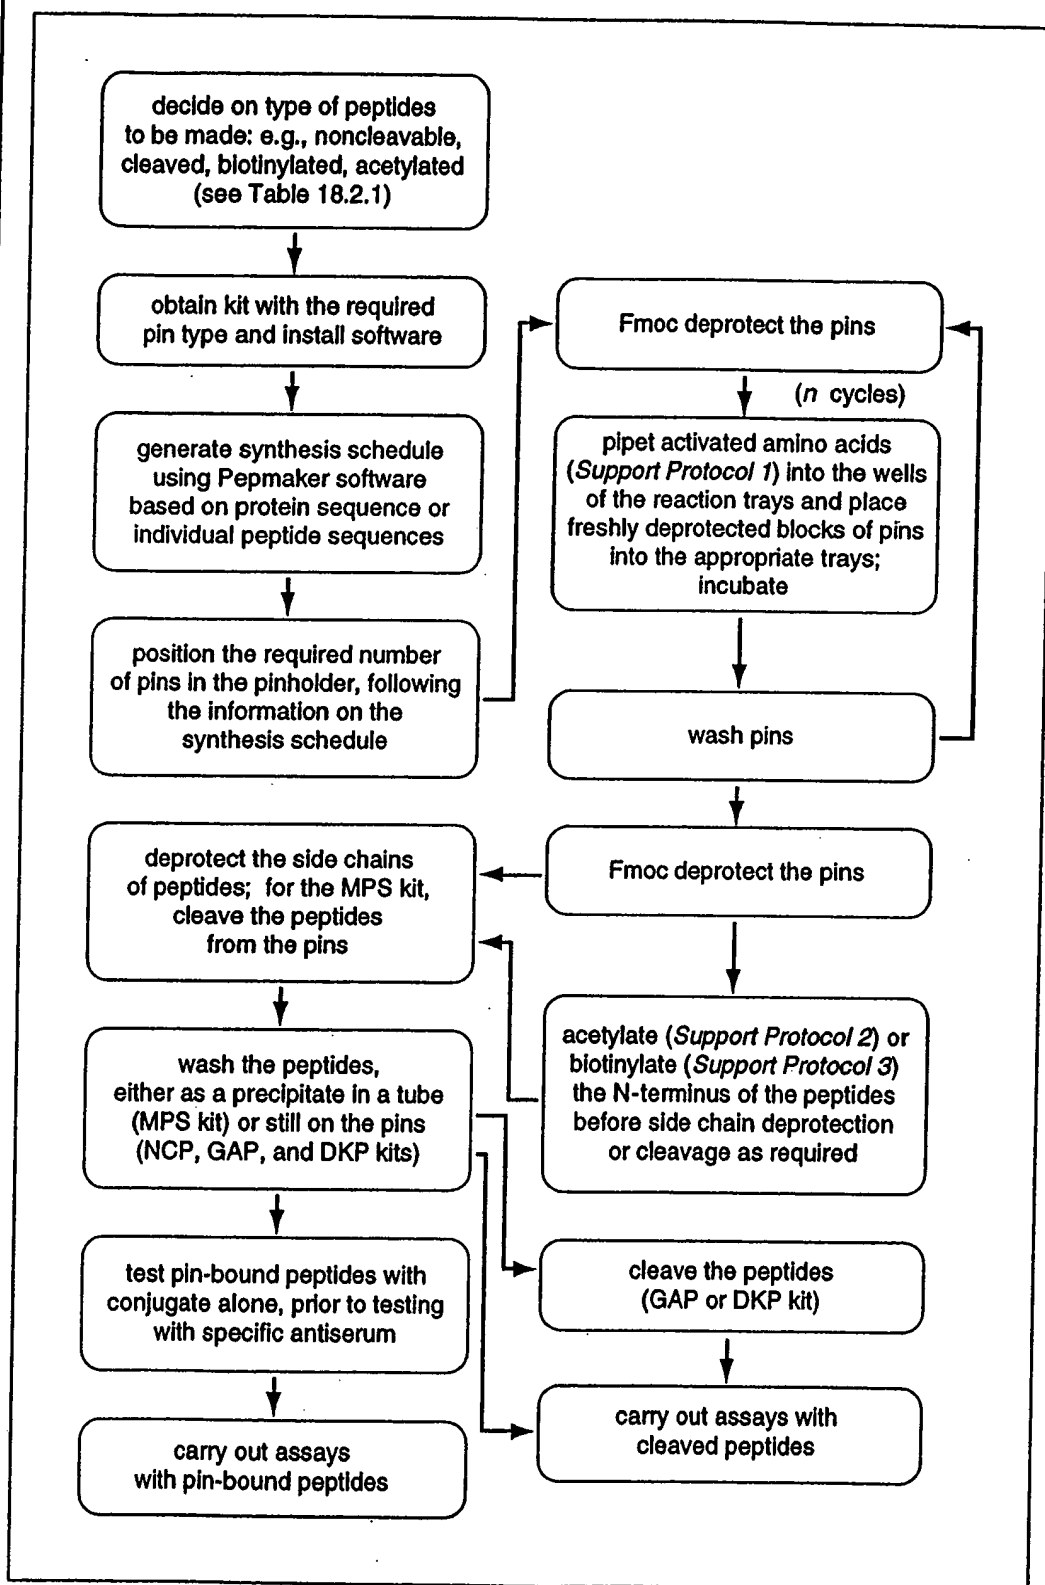 decide on type of peptides
to be made: e.g., noncleavable,
cleaved, biotinylated, acetylated
(see Table 18.2.1)
obtain kit with the required
pin type and install software
generate synthesis schedule
using Pepmaker software
based on protein sequence or
individual peptide sequences
position the required number
of pins in the pinholder, following
the information on the
synthesis schedule
Fmoc deprotect the pins
(n cycles)
pipet activated amino acids
(Support Protocol 1) into the wells
of the reaction trays and place
freshly deprotected blocks of pins
into the appropriate trays;
incubate
wash pins
Fmoc deprotect the pins
acetylate (Support Protocol 2) or
biotinylate (Support Protocol 3)
the N-terminus of the peptides
before side chain deprotection
or cleavage as required
deprotect the side chains
of peptides; for the MPS kit,
cleave the peptides
from the pins
wash the peptides,
either as a precipitate in a tube
(MPS kit) or still on the pins
(NCP, GAP, and DKP kits)
test pin-bound peptides with
conjugate alone, prior to testing
with specific antiserum
carry out assays
with pin-bound peptides
cleave the peptides
(GAP or DKP kit)
carry out assays with
cleaved peptides